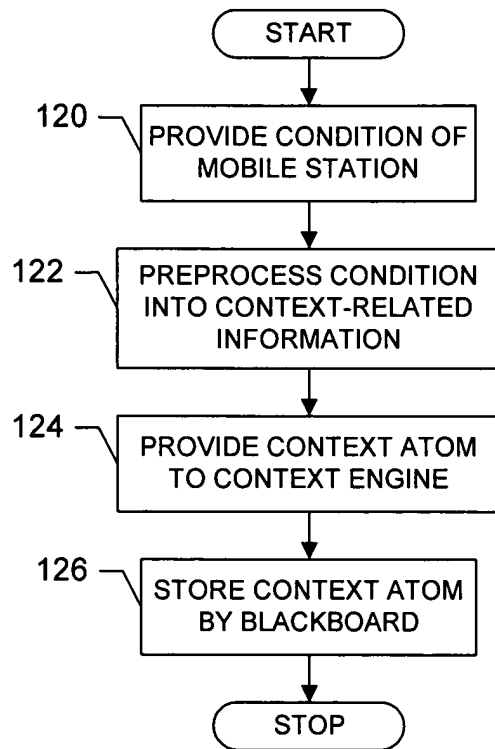 START
120
PROVIDE CONDITION OF
MOBILE STATION
122
PREPROCESS CONDITION
INTO CONTEXT-RELATED
INFORMATION
124
PROVIDE CONTEXT ATOM
TO CONTEXT ENGINE
126
STORE CONTEXT ATOM
BY BLACKBOARD
STOP